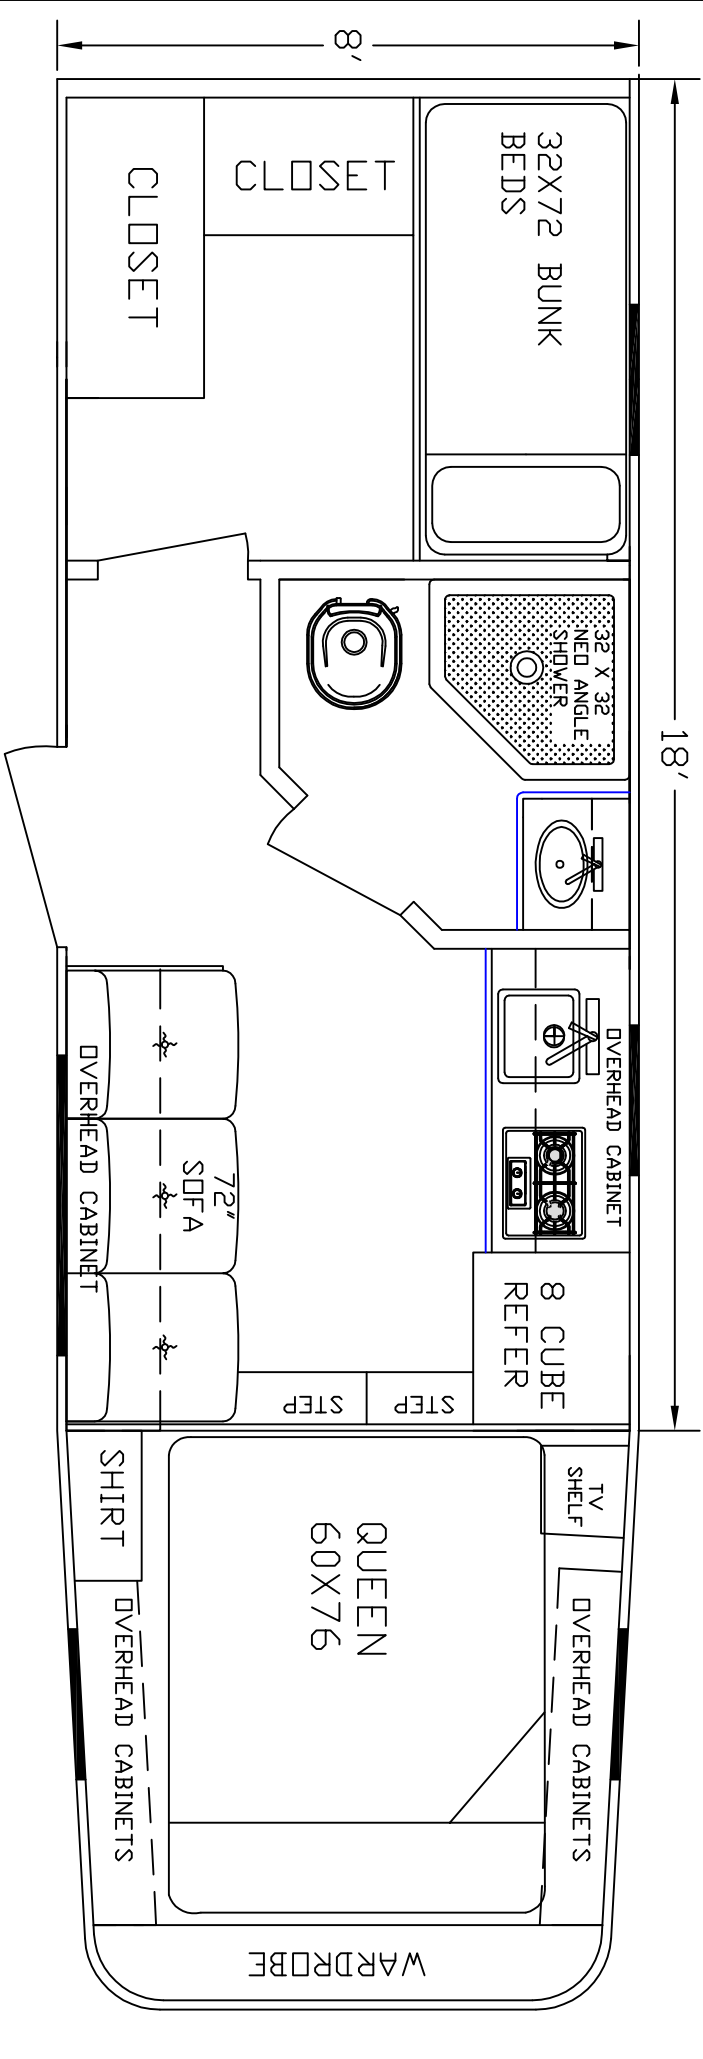 8'
18'
CLOSET
CLOSET
32X72 BUNK
BEDS
32 X 32
NEO ANGLE
SHOWER
OVERHEAD CABINET
OVERHEAD CABINET
72"
SOFA
8 CUBE
REFER
STEP
STEP
SHIRT
TV
SHELF
QUEEN
60X76
OVERHEAD CABINETS
OVERHEAD CABINETS
WARDROBE